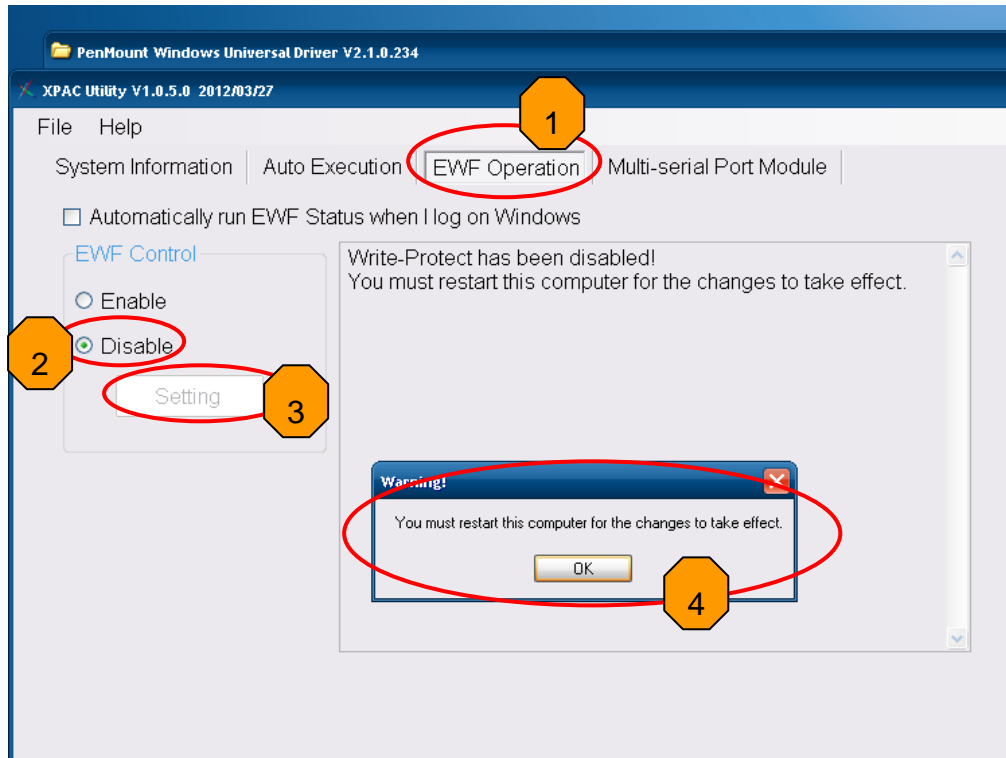 PenMount Windows Universal Driver V2.1.0.234
XPAC Utility V1.0.5.0 2012/03/27
1
File Help
System Information Auto Execution EWF Operation Multi-serial Port Module
Automatically run EWF Status when I log on Windows
EWF Control
Enable
2
Disable
Setting
3
Write-Protect has been disabled!
You must restart this computer for the changes to take effect.
Warning!
You must restart this computer for the changes to take effect.
OK
4